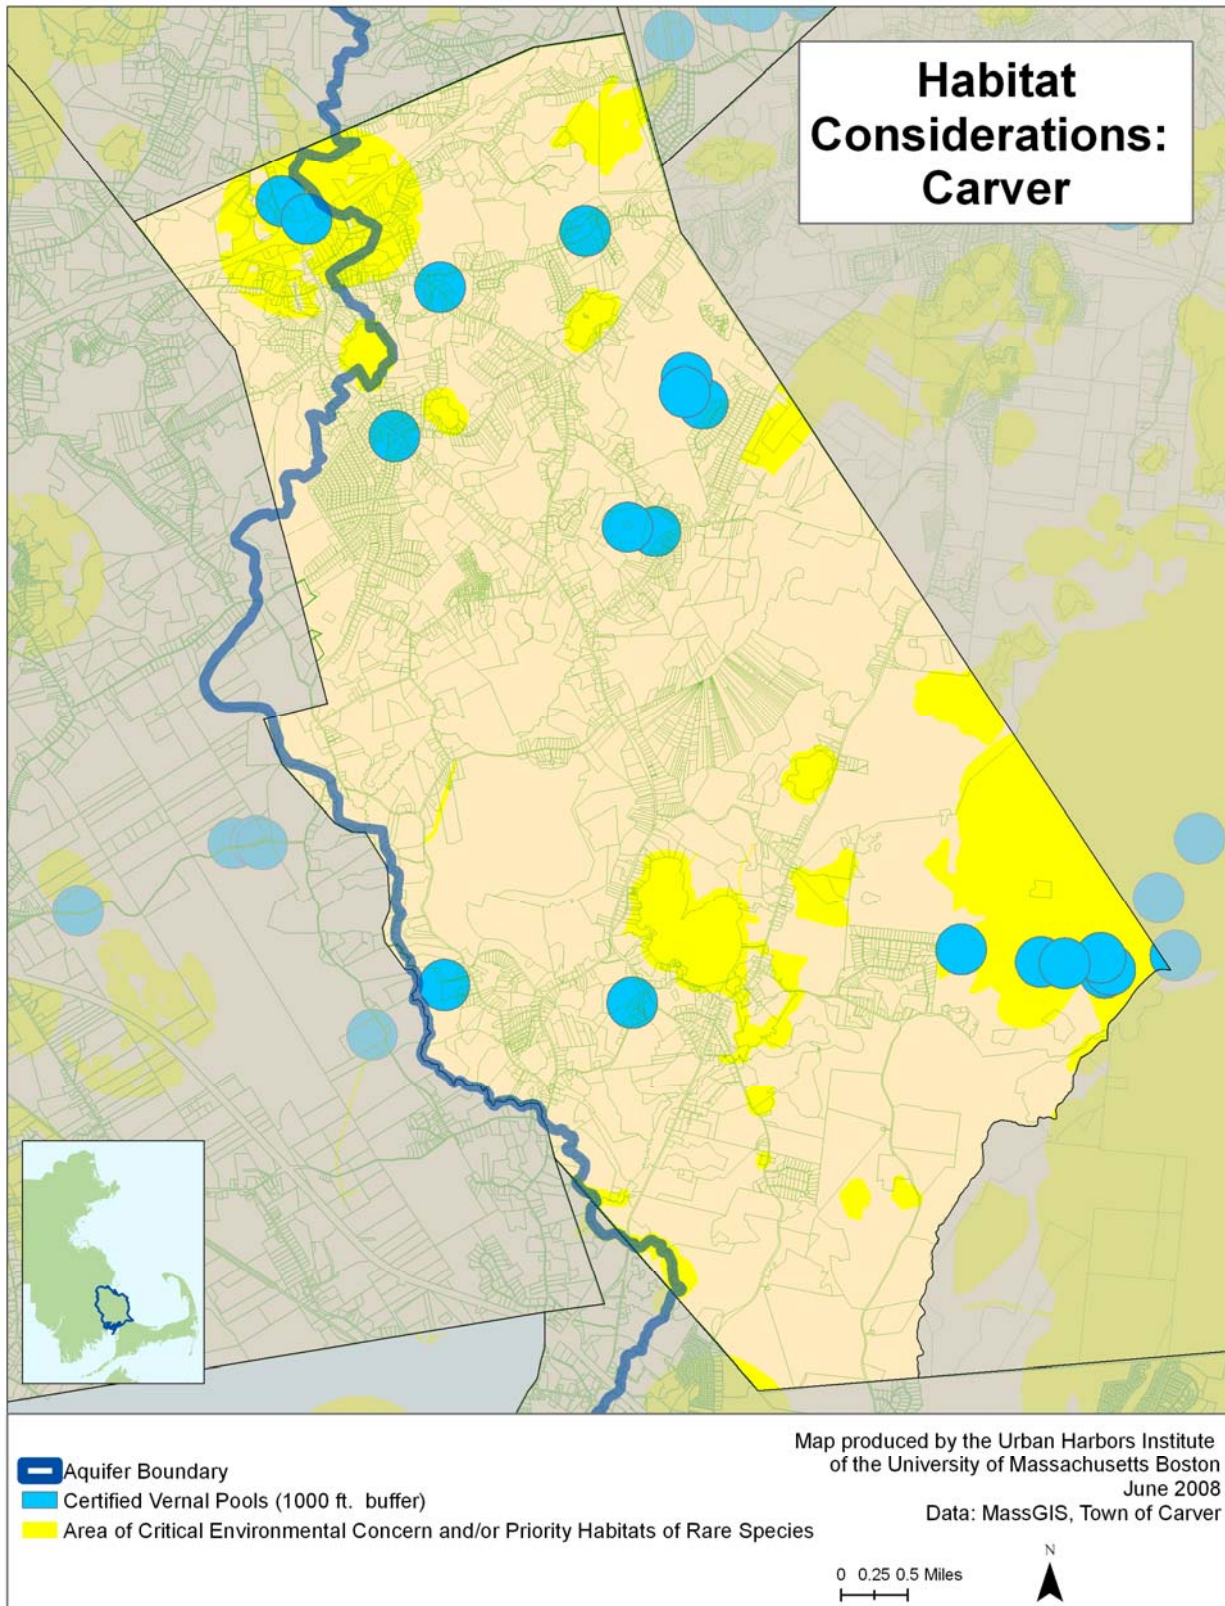 Habitat
Considerations:
Carver
Aquifer Boundary
Certified Vernal Pools (1000 ft. buffer)
Area of Critical Environmental Concern and/or Priority Habitats of Rare Species
Map produced by the Urban Harbors Institute
of the University of Massachusetts Boston
June 2008
Data: MassGIS, Town of Carver
N
0 0.25 0.5 Miles